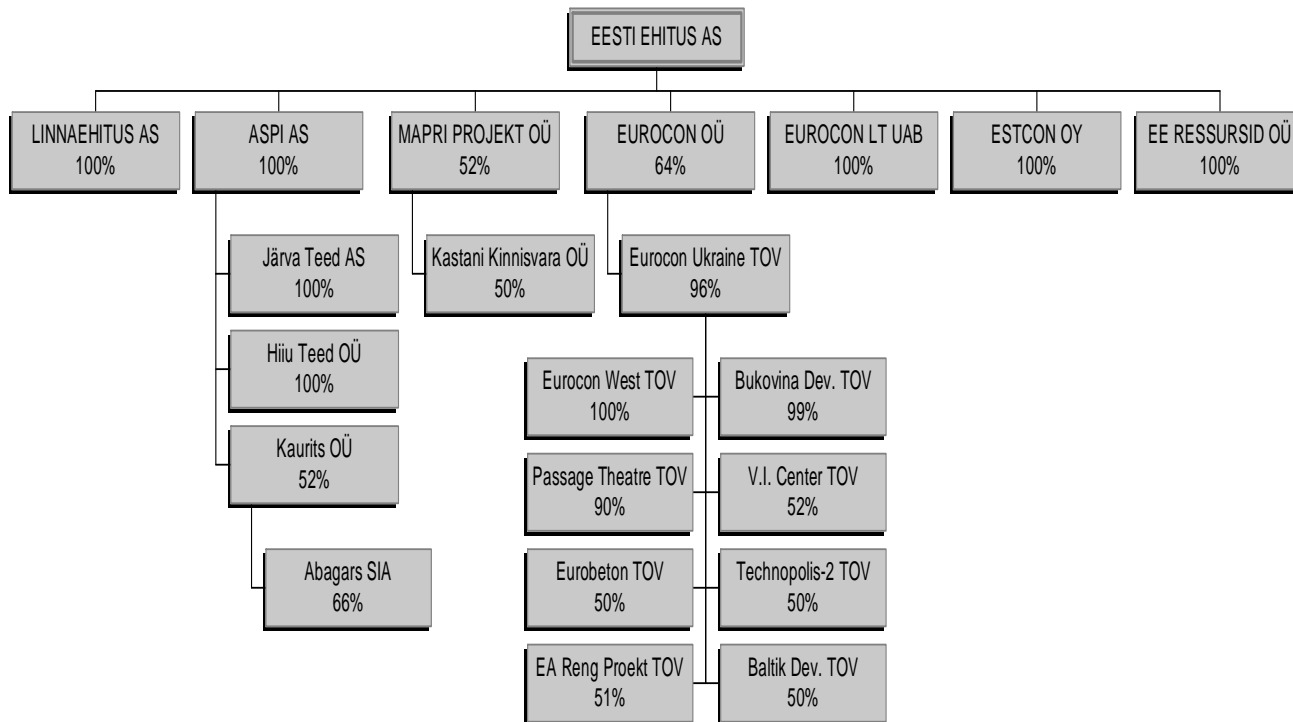 EESTI EHITUS AS
LINNAEHITUS AS
100%
ASPI AS
100%
MAPRI PROJEKT OÜ
52%
EUROCON OÜ
64%
EUROCON LT UAB
100%
ESTCON OY
100%
EE RESSURSID OÜ
100%
Järva Teed AS
100%
Kastani Kinnisvara OÜ
50%
Eurocon Ukraine TOV
96%
Hiiu Teed OÜ
100%
Eurocon West TOV
100%
Bukovina Dev. TOV
99%
Kaurits OÜ
52%
Passage Theatre TOV
90%
V.I. Center TOV
52%
Abagars SIA
66%
Eurobeton TOV
50%
Technopolis-2 TOV
50%
EA Reng Proekt TOV
51%
Baltik Dev. TOV
50%